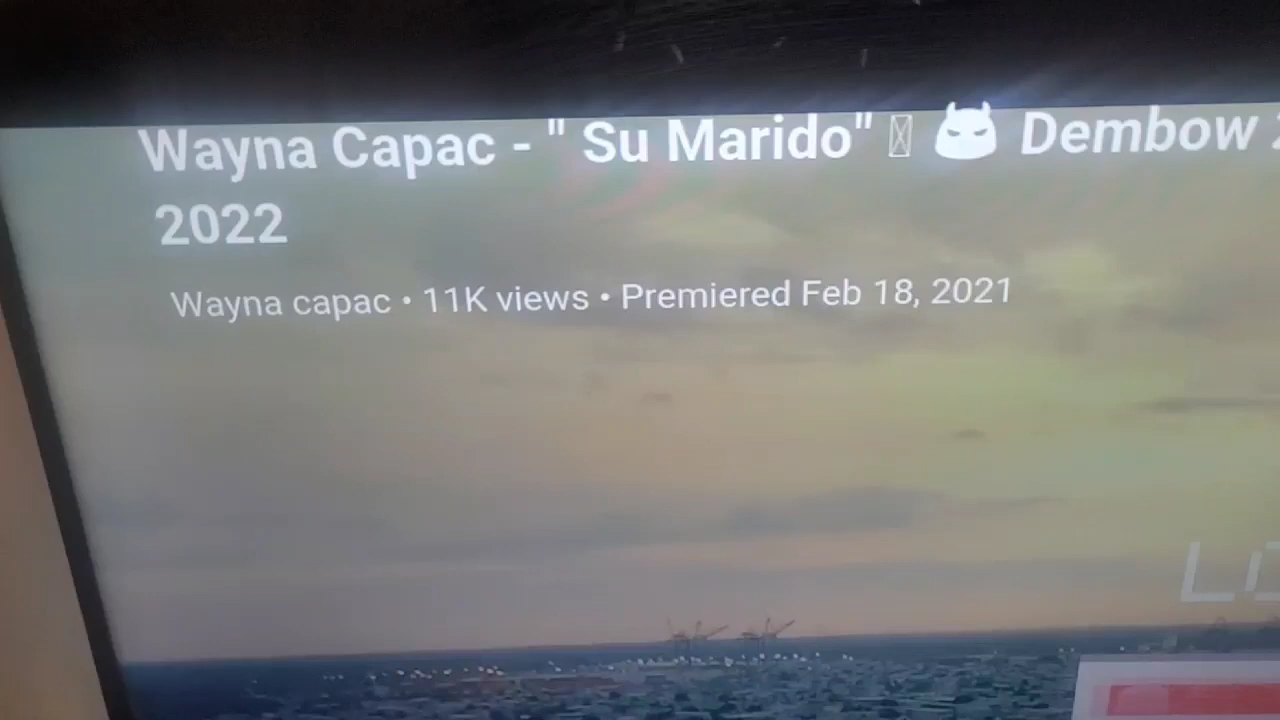 Wayna Capac - " Su Marido" 😈 Dembow
2022
Wayna capac • 11K views • Premiered Feb 18, 2021